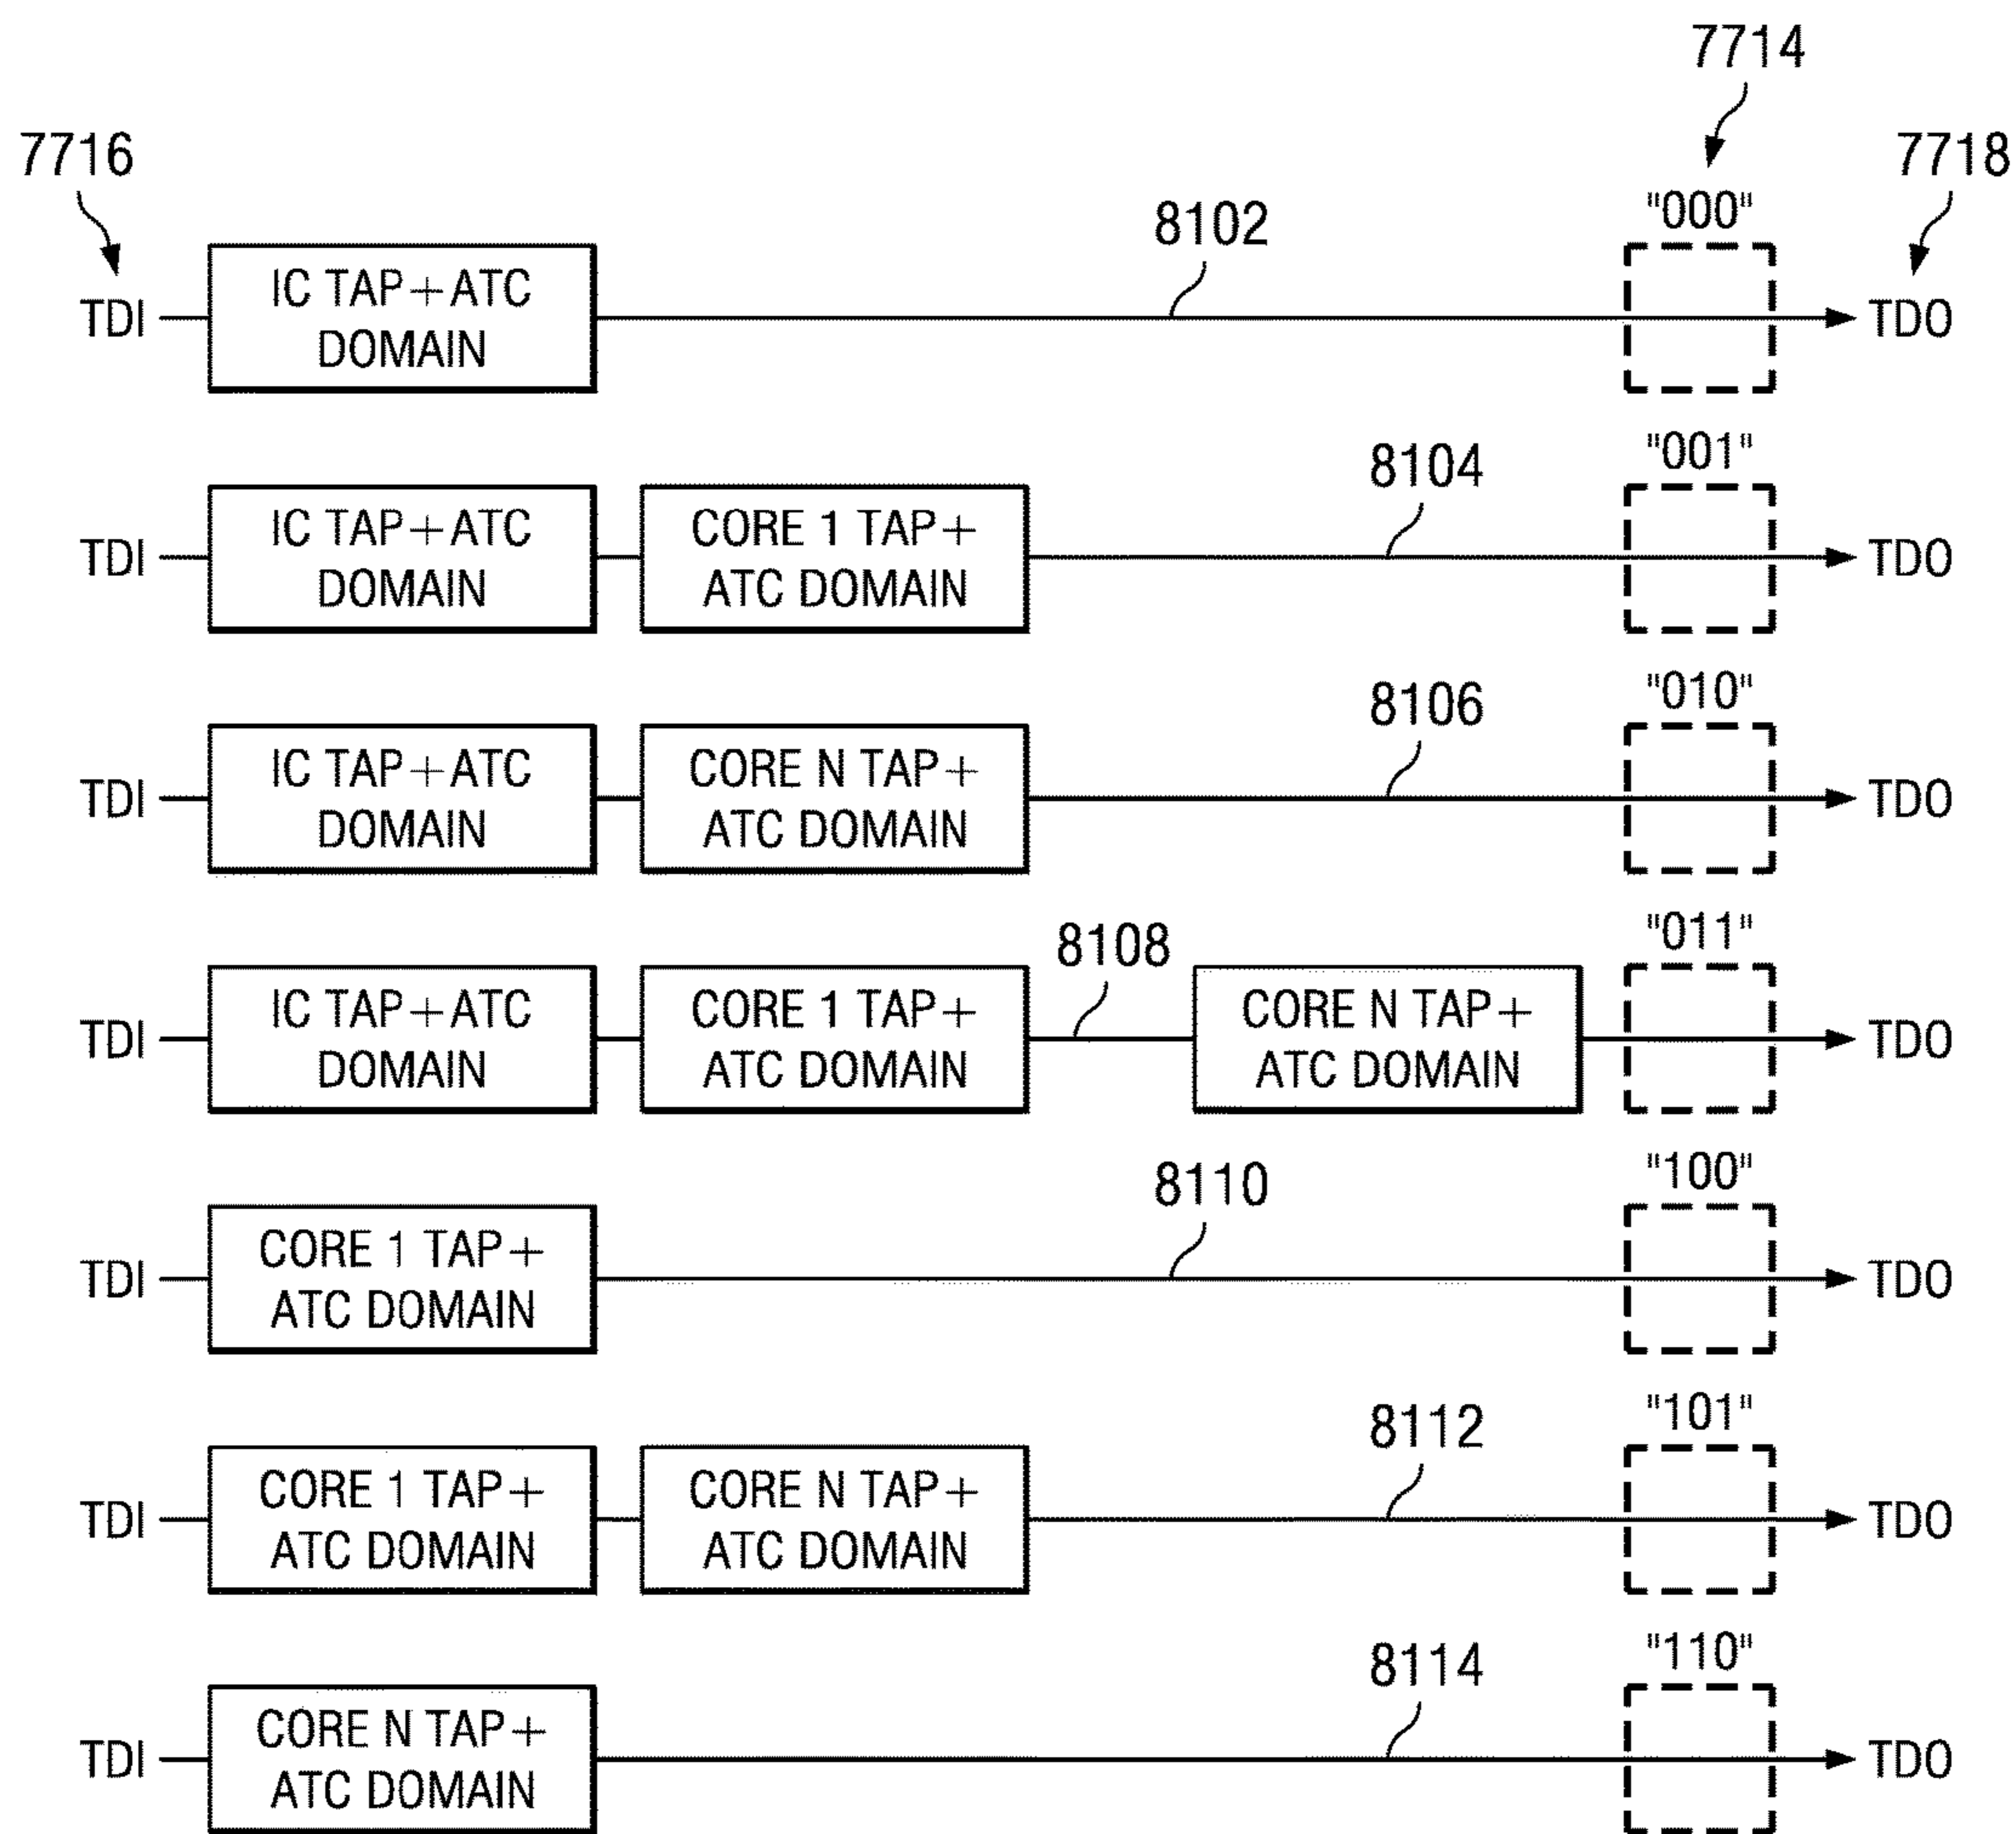 7714
7716
7718
"000"
8102
TDI
IC TAP+ATC
DOMAIN
TDO
"001"
8104
TDI
IC TAP+ATC
DOMAIN
CORE 1 TAP+
ATC DOMAIN
TDO
"010"
8106
TDI
IC TAP+ATC
DOMAIN
CORE N TAP+
ATC DOMAIN
TDO
"011"
8108
TDI
IC TAP+ATC
DOMAIN
CORE 1 TAP+
ATC DOMAIN
CORE N TAP+
ATC DOMAIN
TDO
"100"
8110
TDI
CORE 1 TAP+
ATC DOMAIN
TDO
"101"
8112
TDI
CORE 1 TAP+
ATC DOMAIN
CORE N TAP+
ATC DOMAIN
TDO
"110"
8114
TDI
CORE N TAP+
ATC DOMAIN
TDO